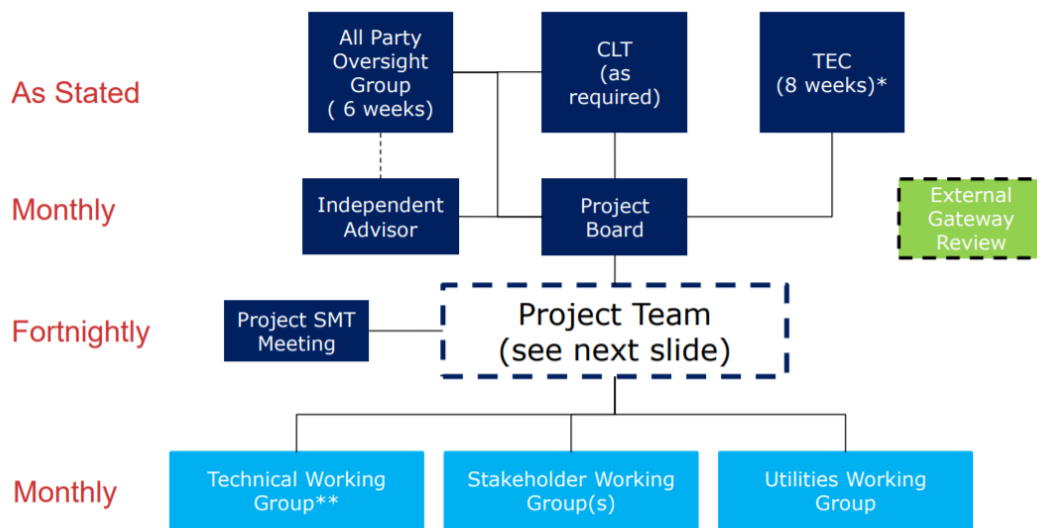 As Stated
All Party
Oversight
Group
( 6 weeks)
CLT
(as
required)
TEC
(8 weeks)*
Monthly
Independent
Advisor
Project
Board
External
Gateway
Review
Fortnightly
Project SMT
Meeting
Project Team
(see next slide)
Monthly
Technical Working
Group**
Stakeholder Working
Group(s)
Utilities Working
Group